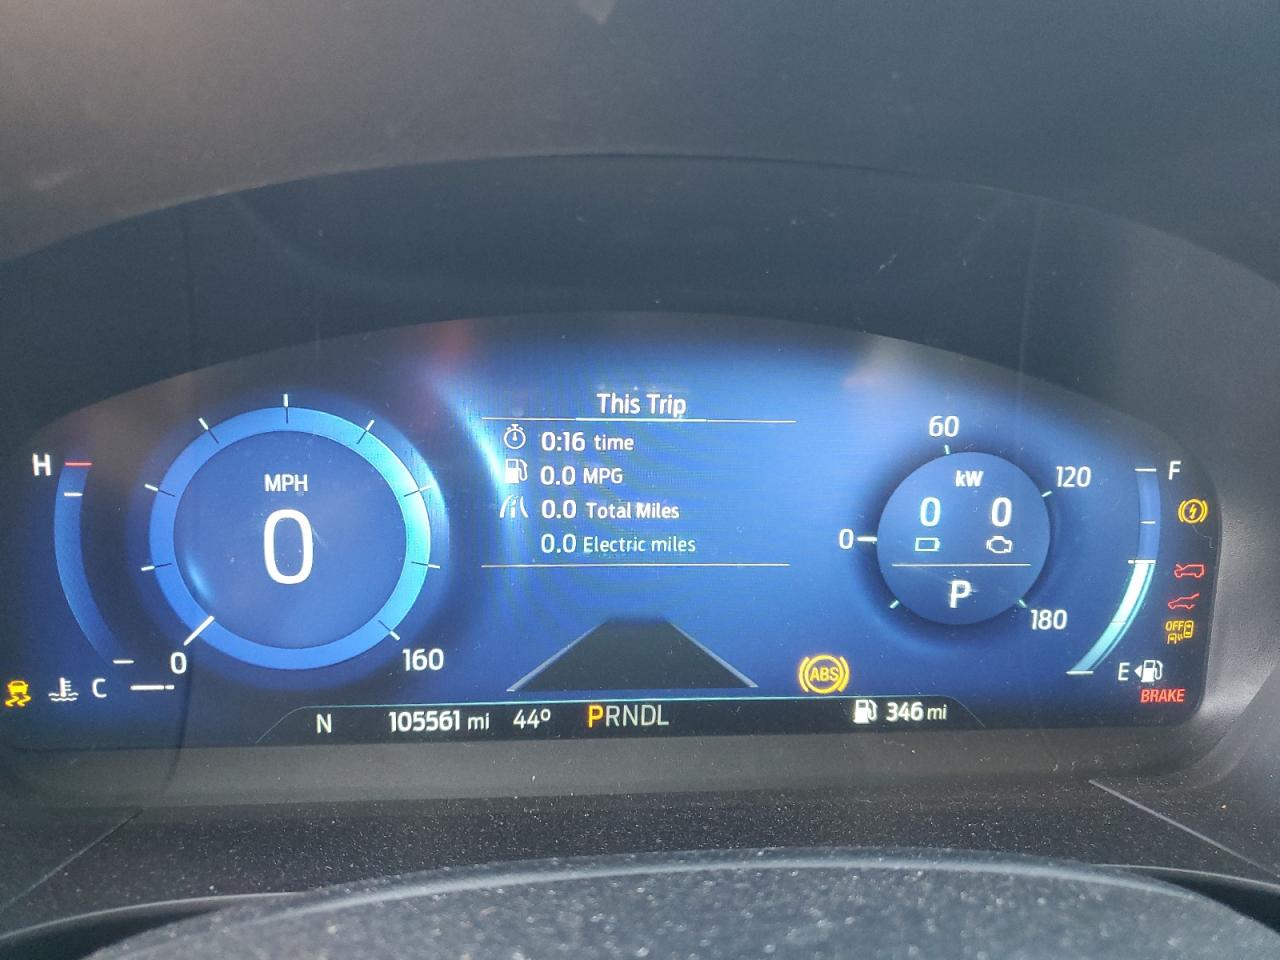 This Trip
0:16 time
0.0 MPG
0.0 Total Miles
0.0 Electric miles
H
C
MPH
0
0
160
60
120
0
180
kW
0 0
P
F
E
OFF
BRAKE
ABS
N 105561 mi 44° PRNDL 346 mi